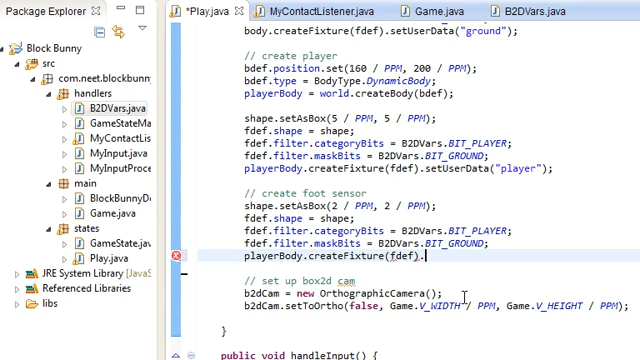 Package Explorer
*Play.java
MyContactListener.java
Game.java
B2DVars.java
Block Bunny
src
com.neet.blockbunny
handlers
B2DVars.java
GameStateMa
MyContactLis
MyInput.java
MyInputProce
main
BlockBunnyDe
Game.java
states
GameState.jav
Play.java
JRE System Library [Ja
Referenced Libraries
libs
body.createFixture(fdef).setUserData("ground");
// create player
bdef.position.set(160 / PPM, 200 / PPM);
bdef.type = BodyType.DynamicBody;
playerBody = world.createBody(bdef);
shape.setAsBox(5 / PPM, 5 / PPM);
fdef.shape = shape;
fdef.filter.categoryBits = B2DVars.BIT_PLAYER;
fdef.filter.maskBits = B2DVars.BIT_GROUND;
playerBody.createFixture(fdef).setUserData("player");
// create foot sensor
shape.setAsBox(2 / PPM, 2 / PPM);
fdef.shape = shape;
fdef.filter.categoryBits = B2DVars.BIT_PLAYER;
fdef.filter.maskBits = B2DVars.BIT_GROUND;
playerBody.createFixture(fdef).
// set up box2d cam
b2dCam = new OrthographicCamera();
b2dCam.setToOrtho(false, Game.V_WIDTH / PPM, Game.V_HEIGHT / PPM);
}
public void handleInput() {